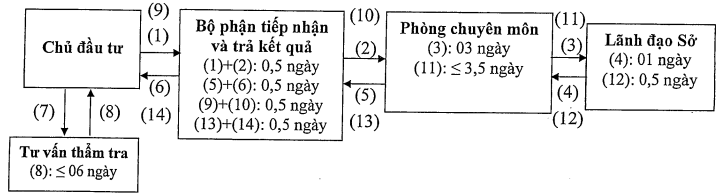 (9)
(1)
Chủ đầu tư
(6)
(14)
(7)
(8)
Tư vấn thẩm tra
(8): ≤ 06 ngày
Bộ phận tiếp nhận
và trả kết quả
(1)+(2): 0,5 ngày
(5)+(6): 0,5 ngày
(9)+(10): 0,5 ngày
(13)+(14): 0,5 ngày
(10)
(2)
(5)
(13)
Phòng chuyên môn
(3): 03 ngày
(11): ≤ 3,5 ngày
(11)
(3)
(4)
(12)
Lãnh đạo Sở
(4): 01 ngày
(12): 0,5 ngày